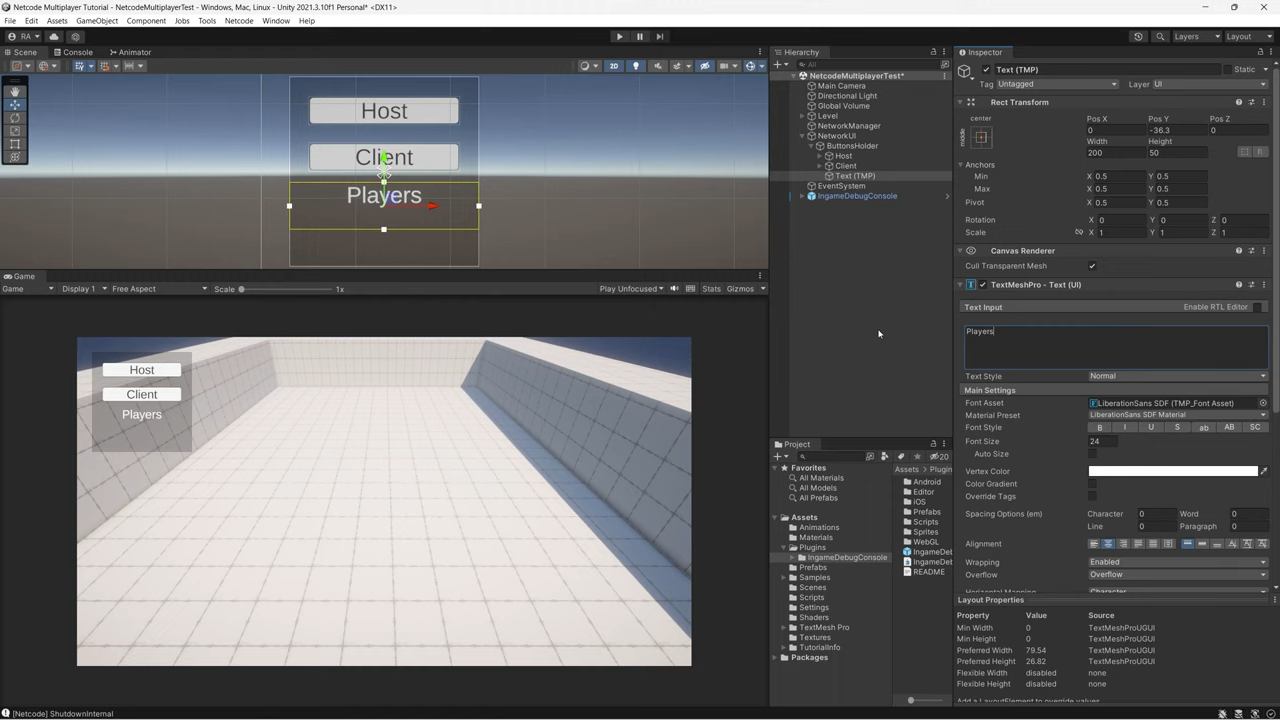 Netcode Multiplayer Tutorial - NetcodeMultiplayerTest - Windows, Mac, Linux - Unity 2021.3.10f1 Personal* <DX11>
File Edit Assets GameObject Component Jobs Tools Netcode Window Help
RA
Layers Layout
Scene Console Animator
2D
Host
Client
Players
Game
Game Display 1 Free Aspect Scale 1x Play Unfocused Stats Gizmos
Host
Client
Players
Hierarchy
All
NetcodeMultiplayerTest*
Main Camera
Directional Light
Global Volume
Level
NetworkManager
NetworkUI
ButtonsHolder
Host
Client
Text (TMP)
EventSystem
IngameDebugConsole
Project
20
Favorites
All Materials
All Models
All Prefabs
Assets
Animations
Materials
Plugins
IngameDebugConsole
Prefabs
Samples
Scenes
Scripts
Settings
Shaders
TextMesh Pro
Textures
TutorialInfo
Packages
Assets Plugin
Android
Editor
iOS
Prefabs
Scripts
Sprites
WebGL
IngameDeb
IngameDeb
README
Inspector
Text (TMP) Static
Tag Untagged Layer UI
Rect Transform
center
middle
Pos X Pos Y Pos Z
0 -36.3 0
Width Height
200 50
R
Anchors
Min X 0.5 Y 0.5
Max X 0.5 Y 0.5
Pivot X 0.5 Y 0.5
Rotation X 0 Y 0 Z 0
Scale X 1 Y 1 Z 1
Canvas Renderer
Cull Transparent Mesh
TextMeshPro - Text (UI)
Text Input Enable RTL Editor
Players
Text Style Normal
Main Settings
Font Asset LiberationSans SDF (TMP_Font Asset)
Material Preset LiberationSans SDF Material
Font Style B I U S ab AB SC
Font Size 24
Auto Size
Vertex Color
Color Gradient
Override Tags
Spacing Options (em) Character 0 Word 0
Line 0 Paragraph 0
Alignment
Wrapping Enabled
Overflow Overflow
Layout Properties
Property Value Source
Min Width 0 TextMeshProUGUI
Min Height 0 TextMeshProUGUI
Preferred Width 79.54 TextMeshProUGUI
Preferred Height 26.82 TextMeshProUGUI
Flexible Width disabled none
Flexible Height disabled none
[Netcode] ShutdownInternal